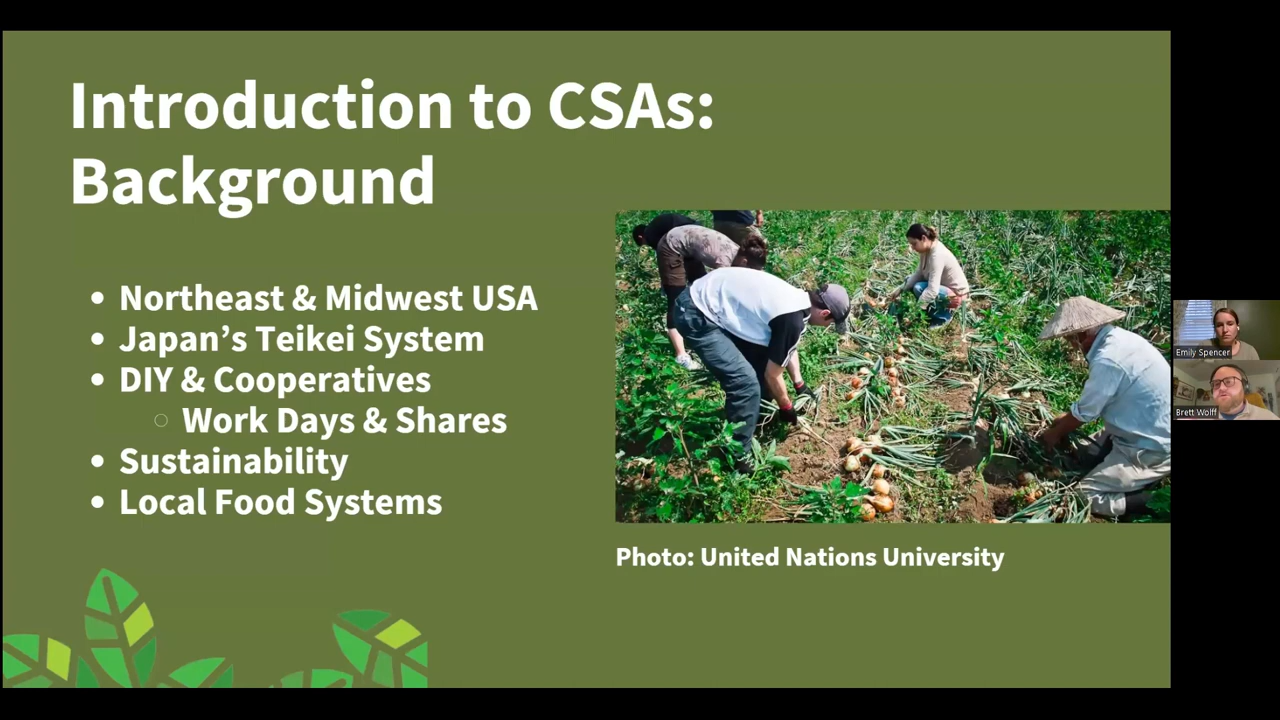 Introduction to CSAs:
Background
• Northeast & Midwest USA
• Japan’s Teikei System
• DIY & Cooperatives
○ Work Days & Shares
• Sustainability
• Local Food Systems
Photo: United Nations University
Emily Spencer
Brett Wolff